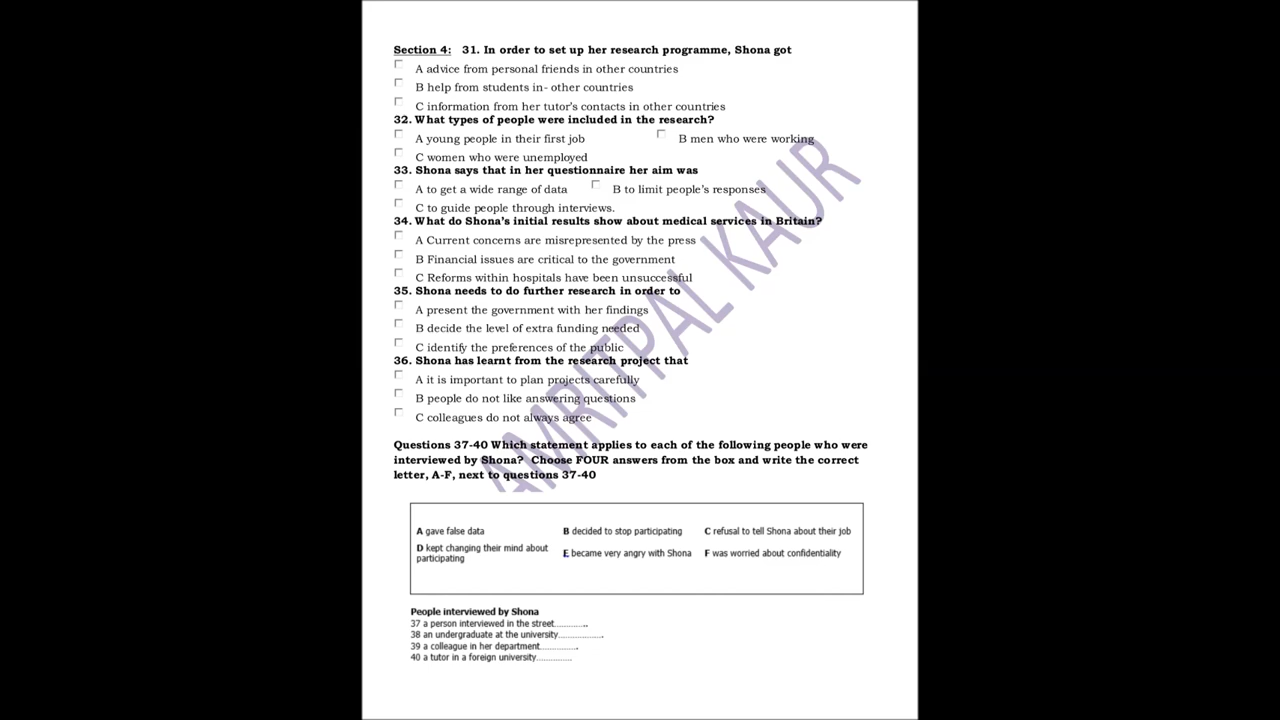 Section 4: 31. In order to set up her research programme, Shona got
A advice from personal friends in other countries
B help from students in- other countries
C information from her tutor's contacts in other countries
32. What types of people were included in the research?
A young people in their first job B men who were working
C women who were unemployed
33. Shona says that in her questionnaire her aim was
A to get a wide range of data B to limit people's responses
C to guide people through interviews.
34. What do Shona's initial results show about medical services in Britain?
A Current concerns are misrepresented by the press
B Financial issues are critical to the government
C Reforms within hospitals have been unsuccessful
35. Shona needs to do further research in order to
A present the government with her findings
B decide the level of extra funding needed
C identify the preferences of the public
36. Shona has learnt from the research project that
A it is important to plan projects carefully
B people do not like answering questions
C colleagues do not always agree
Questions 37-40 Which statement applies to each of the following people who were
interviewed by Shona? Choose FOUR answers from the box and write the correct
letter, A-F, next to questions 37-40
A gave false data B decided to stop participating C refusal to tell Shona about their job
D kept changing their mind about
participating E became very angry with Shona F was worried about confidentiality
People interviewed by Shona
37 a person interviewed in the street..............
38 an undergraduate at the university...................
39 a colleague in her department...............
40 a tutor in a foreign university..............
AMRITPAL KAUR